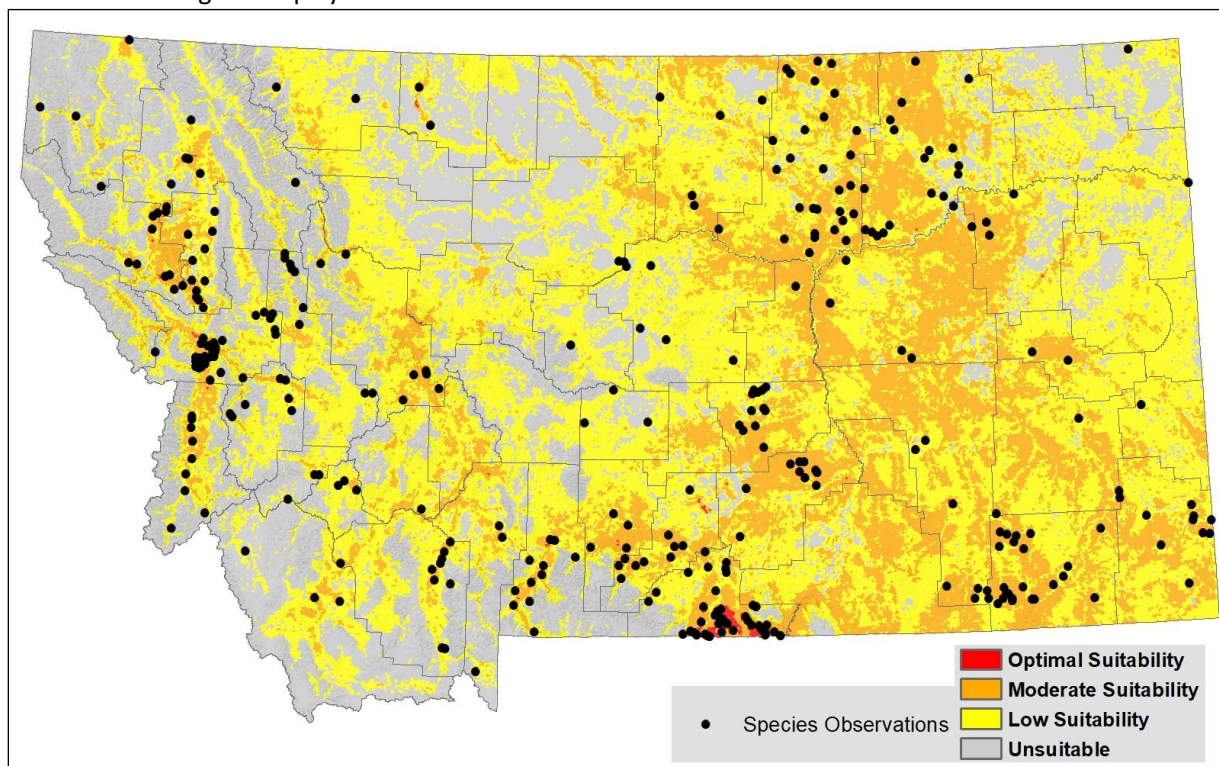 Optimal Suitability
Moderate Suitability
Species Observations
Low Suitability
Unsuitable